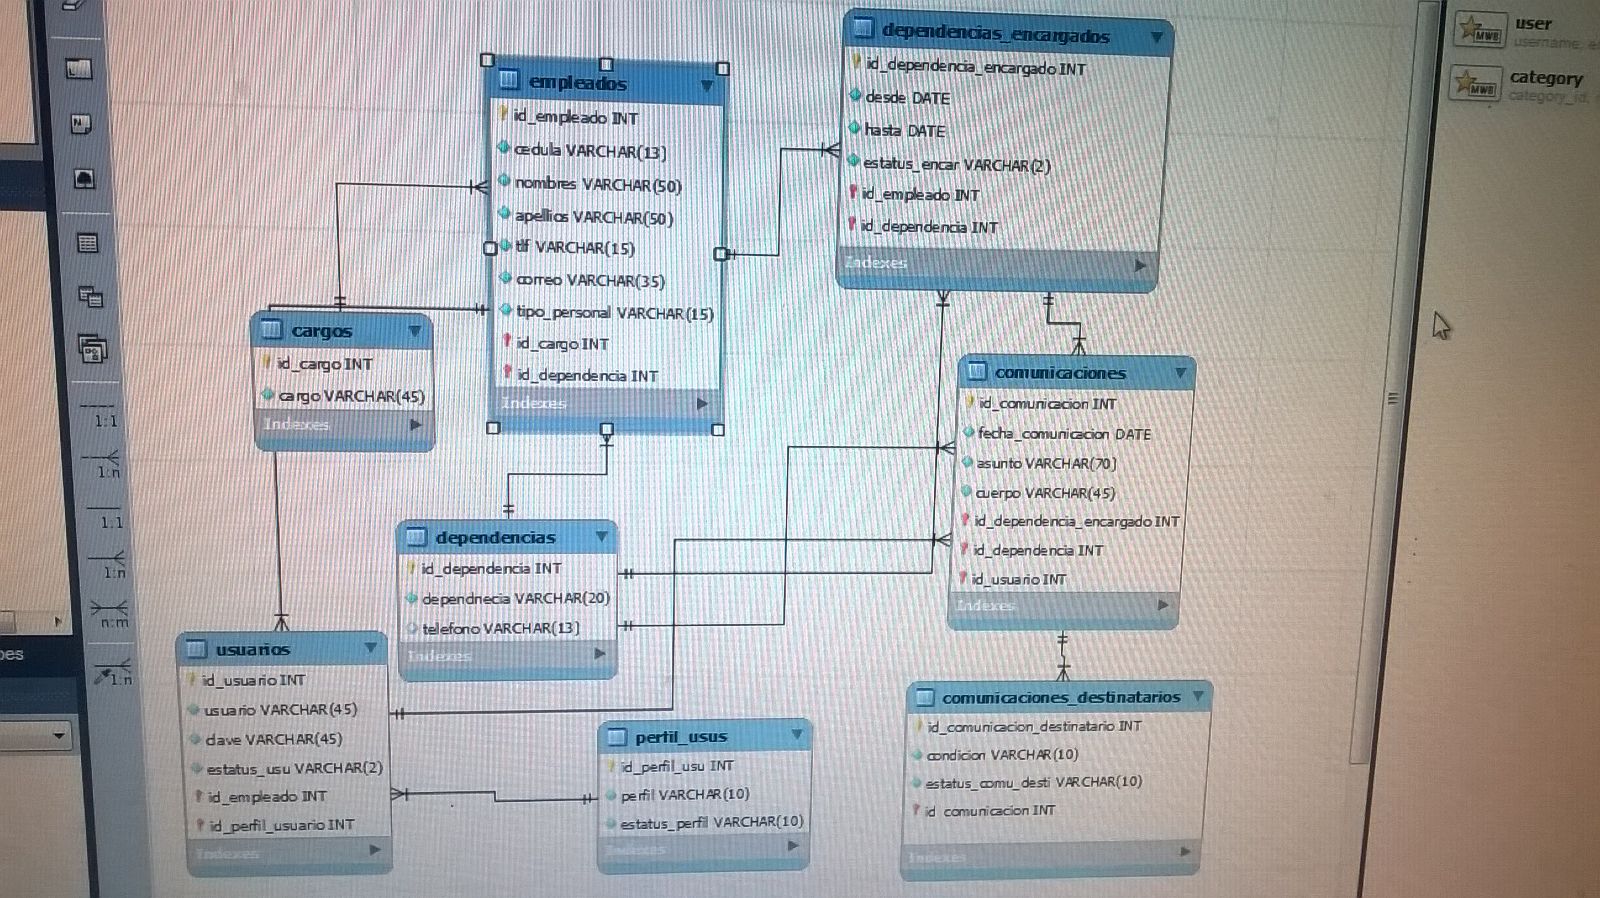 dependencias_encargados
id_dependencia_encargado INT
desde DATE
hasta DATE
estatus_encar VARCHAR(2)
id_empleado INT
id_dependencia INT
Indexes
empleados
id_empleado INT
cedula VARCHAR(13)
nombres VARCHAR(50)
apellios VARCHAR(50)
tlf VARCHAR(15)
correo VARCHAR(35)
tipo_personal VARCHAR(15)
id_cargo INT
id_dependencia INT
Indexes
cargos
id_cargo INT
cargo VARCHAR(45)
Indexes
comunicaciones
id_comunicacion INT
fecha_comunicacion DATE
asunto VARCHAR(70)
cuerpo VARCHAR(45)
id_dependencia_encargado INT
id_dependencia INT
id_usuario INT
Indexes
dependencias
id_dependencia INT
dependnecia VARCHAR(20)
telefono VARCHAR(13)
Indexes
usuarios
id_usuario INT
usuario VARCHAR(45)
clave VARCHAR(45)
estatus_usu VARCHAR(2)
id_empleado INT
id_perfil_usuario INT
Indexes
perfil_usus
id_perfil_usu INT
perfil VARCHAR(10)
estatus_perfil VARCHAR(10)
Indexes
comunicaciones_destinatarios
id_comunicacion_destinatario INT
condicion VARCHAR(10)
estatus_comu_desti VARCHAR(10)
id_comunicacion INT
Indexes
1:1
1:n
1:1
1:n
n:m
1:n
MWB
user
username,
MWB
category
category_id,